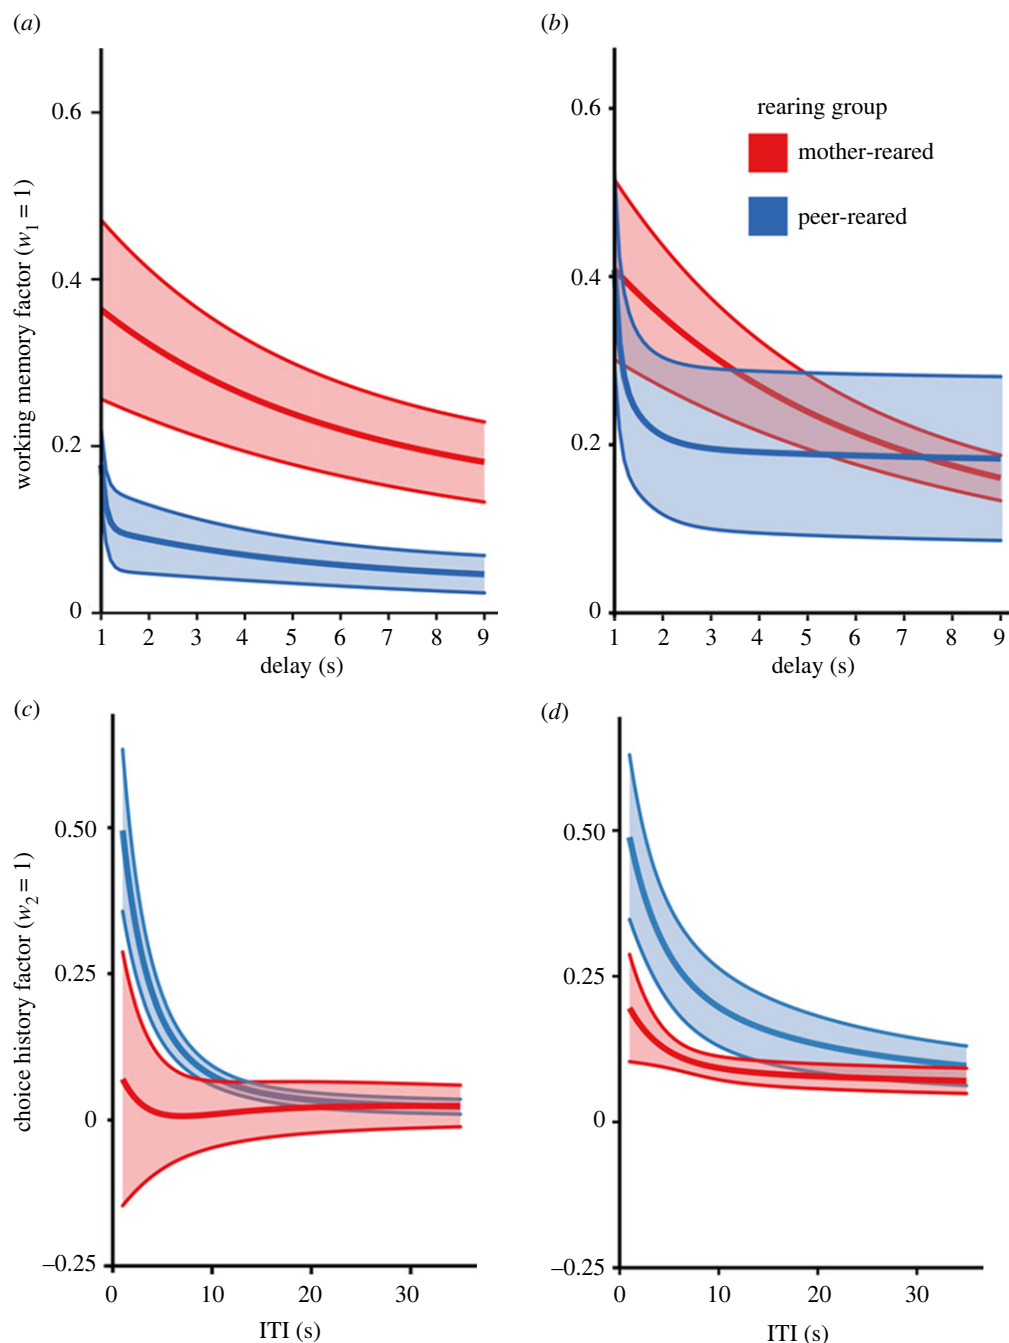 (a)
working memory factor (w1 = 1)
0.6
0.4
0.2
0
1 2 3 4 5 6 7 8 9
delay (s)
(b)
0.6
0.4
0.2
0
rearing group
mother-reared
peer-reared
1 2 3 4 5 6 7 8 9
delay (s)
(c)
choice history factor (w2 = 1)
0.50
0.25
0
–0.25
0 10 20 30
ITI (s)
(d)
0.50
0.25
0
–0.25
0 10 20 30
ITI (s)